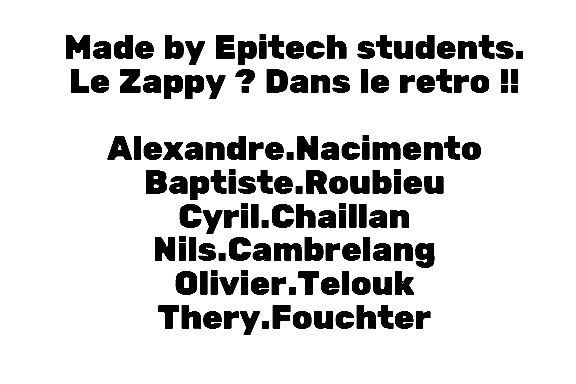 Made by Epitech students.
Le Zappy ? Dans le retro !!
Alexandre.Nacimento
Baptiste.Roubieu
Cyril.Chaillan
Nils.Cambrelang
Olivier.Telouk
Thery.Fouchter